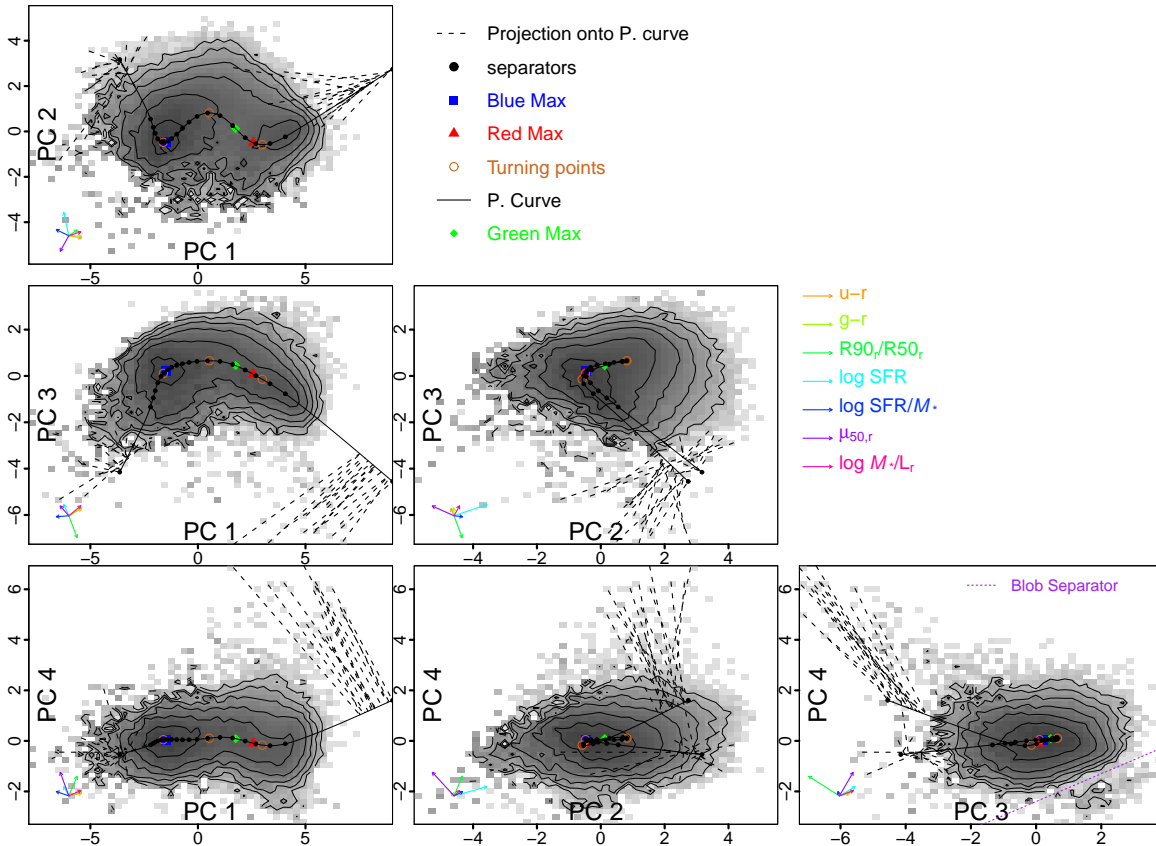 4
2
0
−2
−4
PC 2
PC 1
−5
0
5
Projection onto P. curve
separators
Blue Max
Red Max
Turning points
P. Curve
Green Max
2
0
−2
−4
−6
PC 3
PC 1
−5
0
5
2
0
−2
−4
−6
PC 3
PC 2
−4
−2
0
2
4
u−r
g−r
R90r/R50r
log SFR
log SFR/M*
μ50,r
log M*/Lr
6
4
2
0
−2
PC 4
PC 1
−5
0
5
6
4
2
0
−2
PC 4
PC 2
−4
−2
0
2
4
Blob Separator
6
4
2
0
−2
PC 4
PC 3
−6
−4
−2
0
2